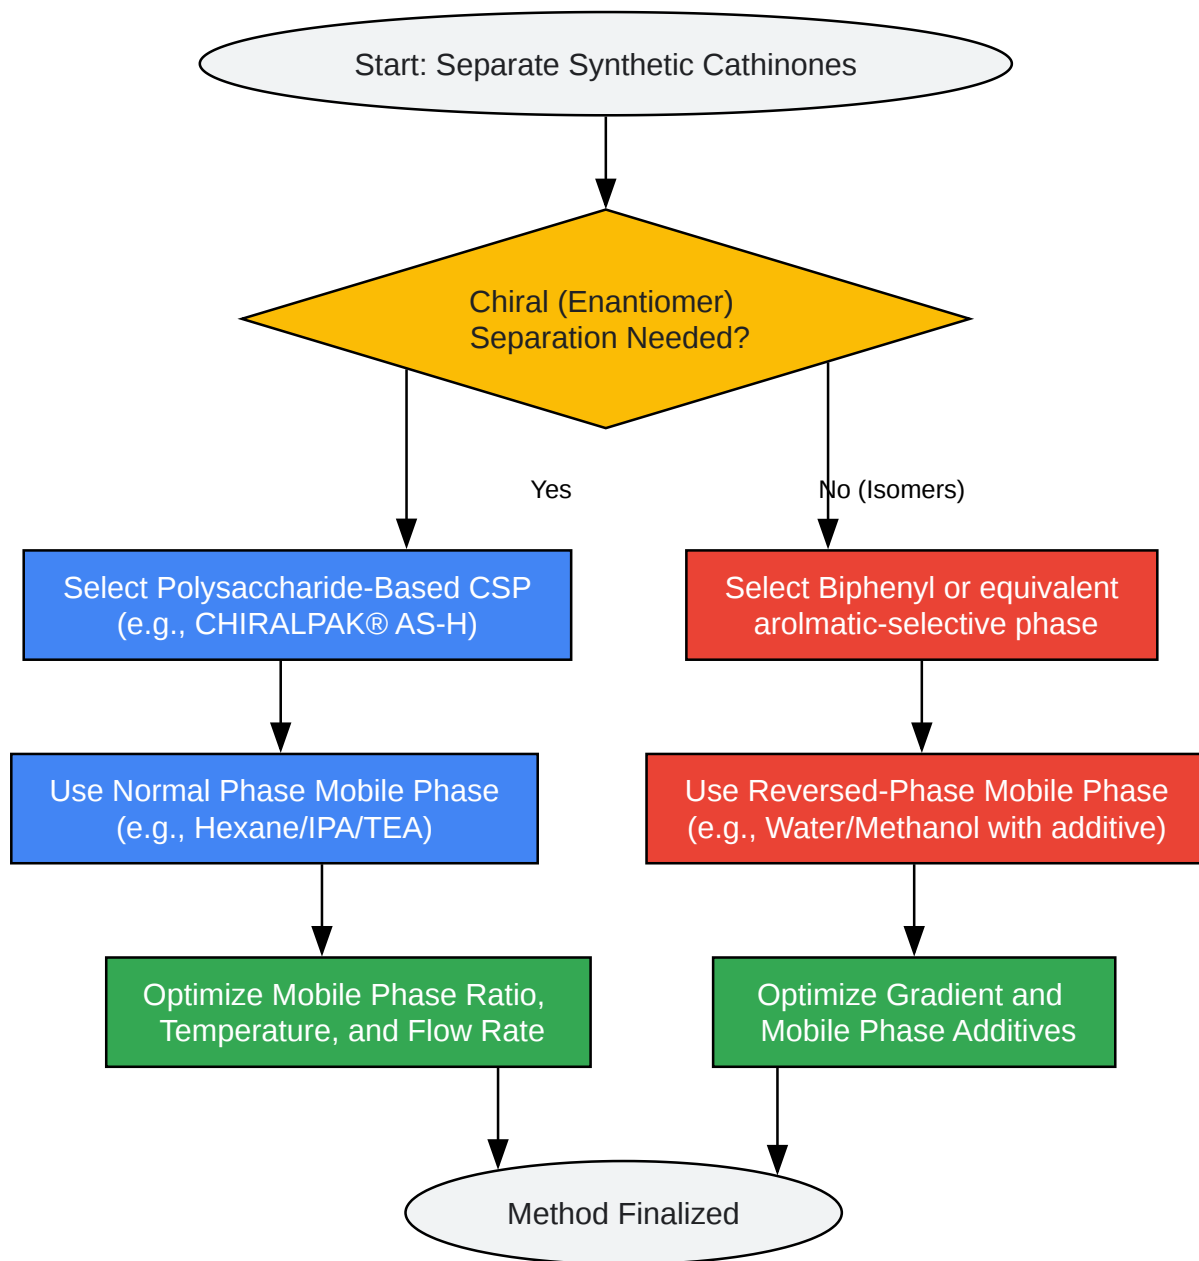 Start: Separate Synthetic Cathinones
Chiral (Enantiomer)
Separation Needed?
Yes
No (Isomers)
Select Polysaccharide-Based CSP
(e.g., CHIRALPAK® AS-H)
Select Biphenyl or equivalent
arolmatic-selective phase
Use Normal Phase Mobile Phase
(e.g., Hexane/IPA/TEA)
Use Reversed-Phase Mobile Phase
(e.g., Water/Methanol with additive)
Optimize Mobile Phase Ratio,
Temperature, and Flow Rate
Optimize Gradient and
Mobile Phase Additives
Method Finalized